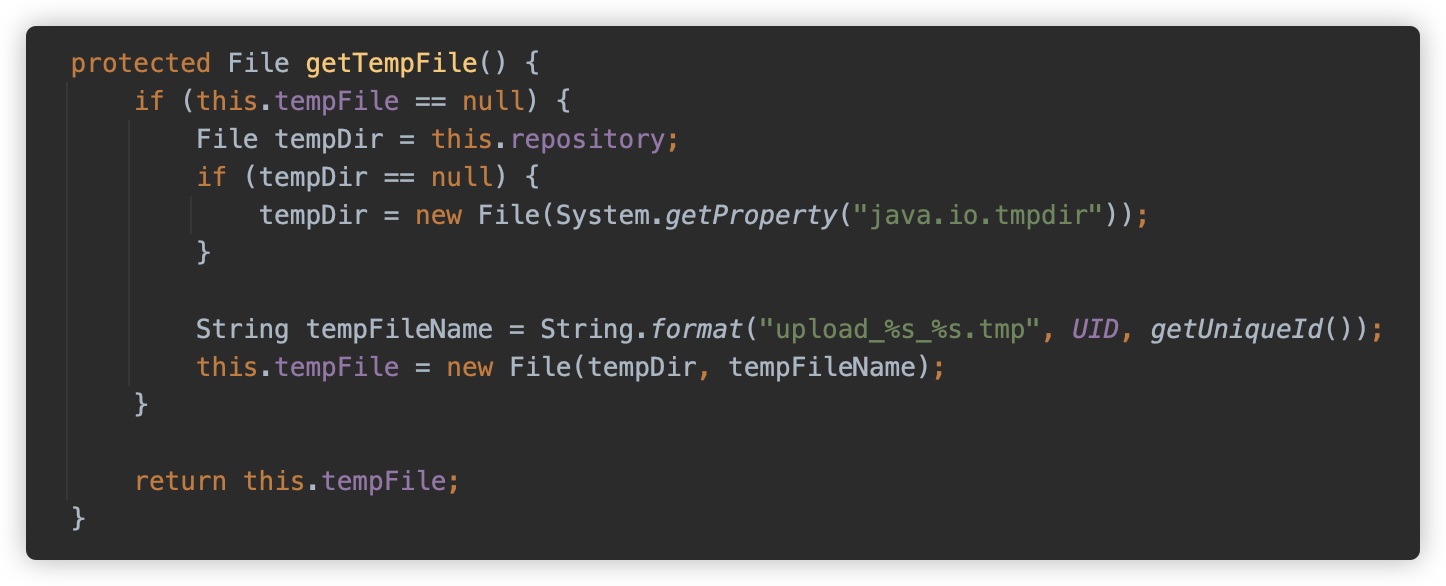 protected File getTempFile() {
    if (this.tempFile == null) {
        File tempDir = this.repository;
        if (tempDir == null) {
            tempDir = new File(System.getProperty("java.io.tmpdir"));
        }

        String tempFileName = String.format("upload_%s_%s.tmp", UID, getUniqueId());
        this.tempFile = new File(tempDir, tempFileName);
    }

    return this.tempFile;
}